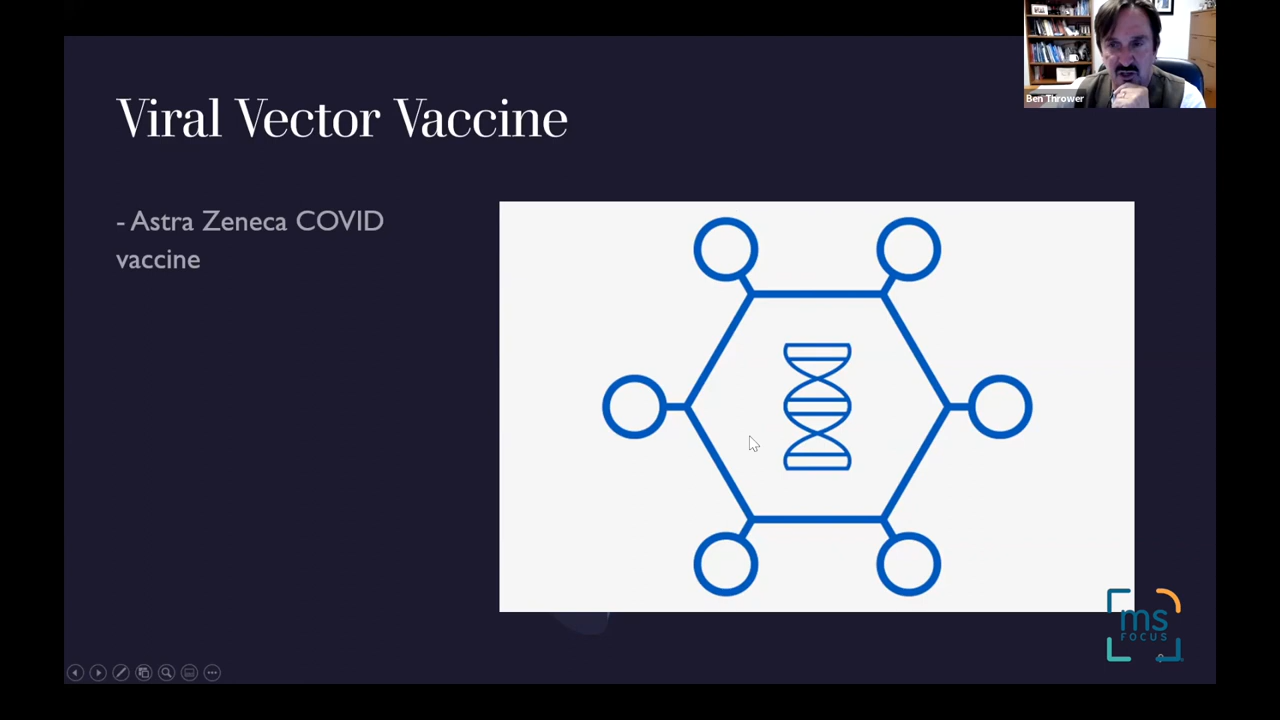 Ben Thrower
Viral Vector Vaccine
- Astra Zeneca COVID
vaccine
ms
FOCUS